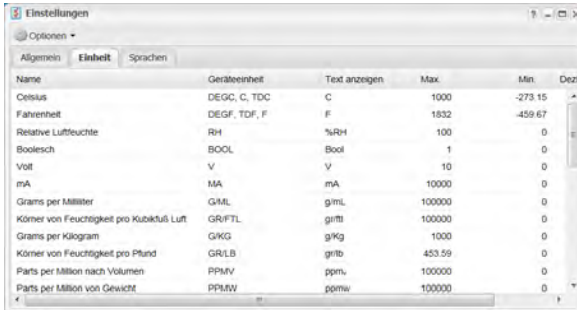 Einstellungen
Optionen
Allgemein Einheit Sprachen
Name Geräteeinheit Text anzeigen Max. Min. Dezi
Celsius DEGC, C, TDC C 1000 -273.15
Fahrenheit DEGF, TDF, F F 1832 -459.67
Relative Luftfeuchte RH %RH 100 0
Boolesch BOOL Bool 1 0
Volt V V 10 0
mA MA mA 10000 0
Grams per Milliliter G/ML g/mL 100000 0
Körner von Feuchtigkeit pro Kubikfuß Luft GR/FTL gr/ftl 100000 0
Grams per Kilogram G/KG g/Kg 1000 0
Körner von Feuchtigkeit pro Pfund GR/LB gr/lb 453.59 0
Parts per Million nach Volumen PPMV ppmv 100000 0
Parts per Million von Gewicht PPMW ppmw 100000 0